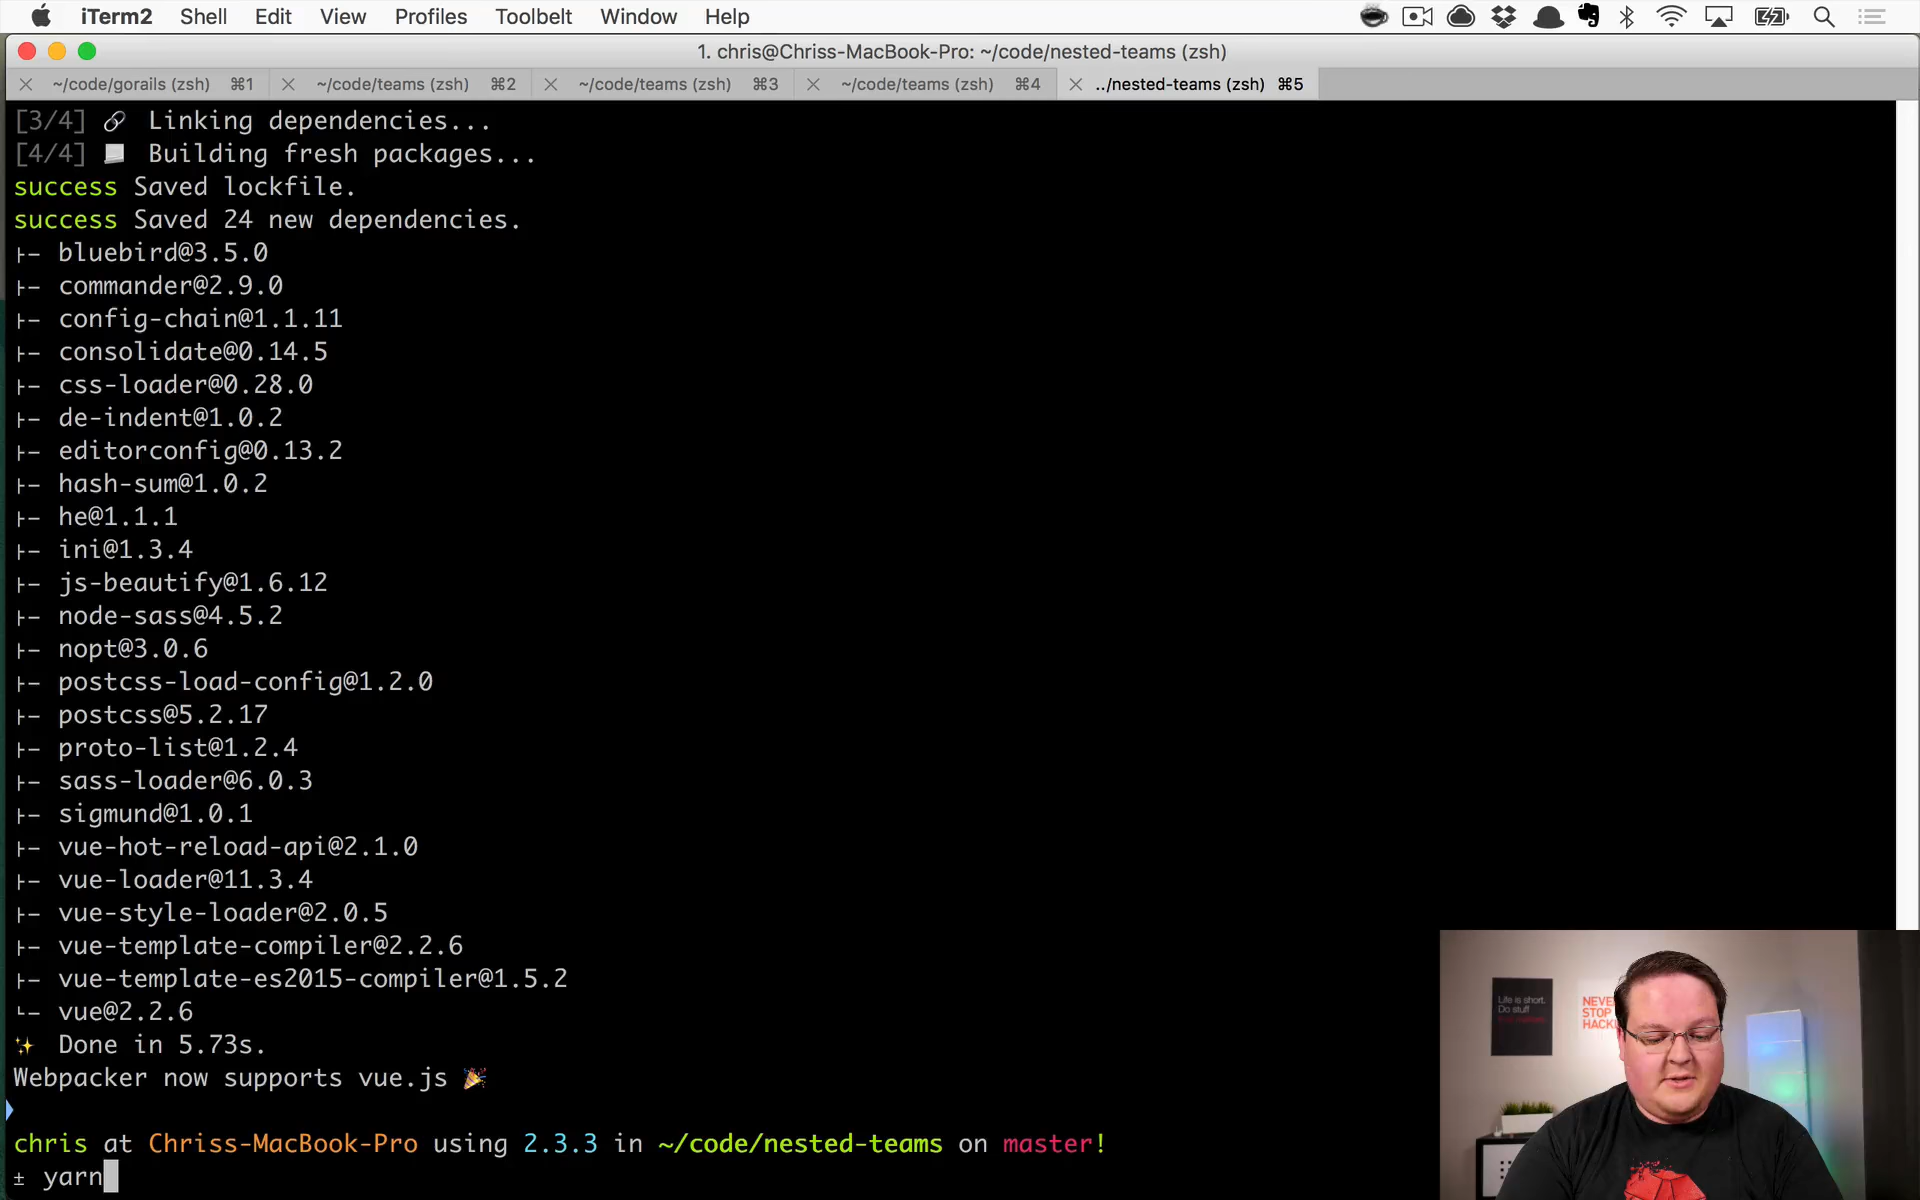 iTerm2 Shell Edit View Profiles Toolbelt Window Help
1. chris@Chriss-MacBook-Pro: ~/code/nested-teams (zsh)
~/code/gorails (zsh) ⌘1 ~/code/teams (zsh) ⌘2 ~/code/teams (zsh) ⌘3 ~/code/teams (zsh) ⌘4 ../nested-teams (zsh) ⌘5
[3/4] 🔗 Linking dependencies...
[4/4] 📃 Building fresh packages...
success Saved lockfile.
success Saved 24 new dependencies.
├─ bluebird@3.5.0
├─ commander@2.9.0
├─ config-chain@1.1.11
├─ consolidate@0.14.5
├─ css-loader@0.28.0
├─ de-indent@1.0.2
├─ editorconfig@0.13.2
├─ hash-sum@1.0.2
├─ he@1.1.1
├─ ini@1.3.4
├─ js-beautify@1.6.12
├─ node-sass@4.5.2
├─ nopt@3.0.6
├─ postcss-load-config@1.2.0
├─ postcss@5.2.17
├─ proto-list@1.2.4
├─ sass-loader@6.0.3
├─ sigmund@1.0.1
├─ vue-hot-reload-api@2.1.0
├─ vue-loader@11.3.4
├─ vue-style-loader@2.0.5
├─ vue-template-compiler@2.2.6
├─ vue-template-es2015-compiler@1.5.2
└─ vue@2.2.6
✨ Done in 5.73s.
Webpacker now supports vue.js 🎉
chris at Chriss-MacBook-Pro using 2.3.3 in ~/code/nested-teams on master!
± yarn
Life is short.
Do stuff
NEVER
STOP